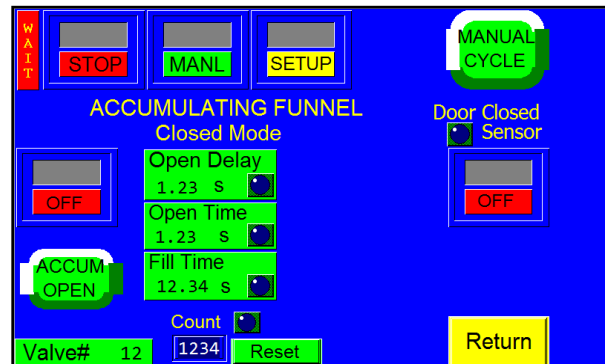 WAIT
STOP
MANL
SETUP
MANUAL
CYCLE
ACCUMULATING FUNNEL
Closed Mode
Door Closed
Sensor
OFF
Open Delay
1.23 s
Open Time
1.23 s
Fill Time
12.34 s
OFF
ACCUM
OPEN
Count
1234
Reset
Valve# 12
Return